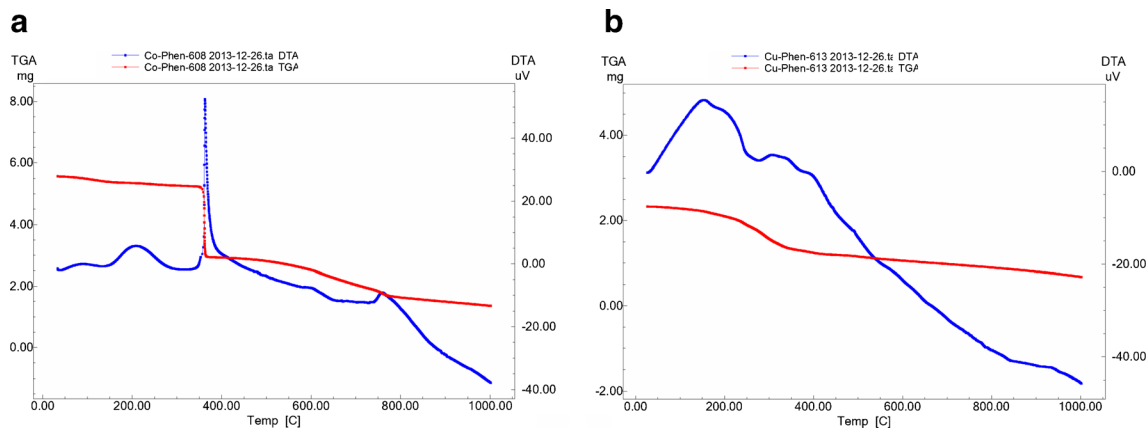 a
TGA
mg
Co-Phen-608 2013-12-26.ta DTA
Co-Phen-608 2013-12-26.ta TGA
DTA
uV
8.00
6.00
4.00
2.00
0.00
40.00
20.00
0.00
-20.00
-40.00
0.00 200.00 400.00 600.00 800.00 1000.00
Temp [C]
b
TGA
mg
Cu-Phen-613 2013-12-26.ta DTA
Cu-Phen-613 2013-12-26.ta TGA
DTA
uV
4.00
2.00
0.00
-2.00
0.00
-20.00
-40.00
0.00 200.00 400.00 600.00 800.00 1000.00
Temp [C]